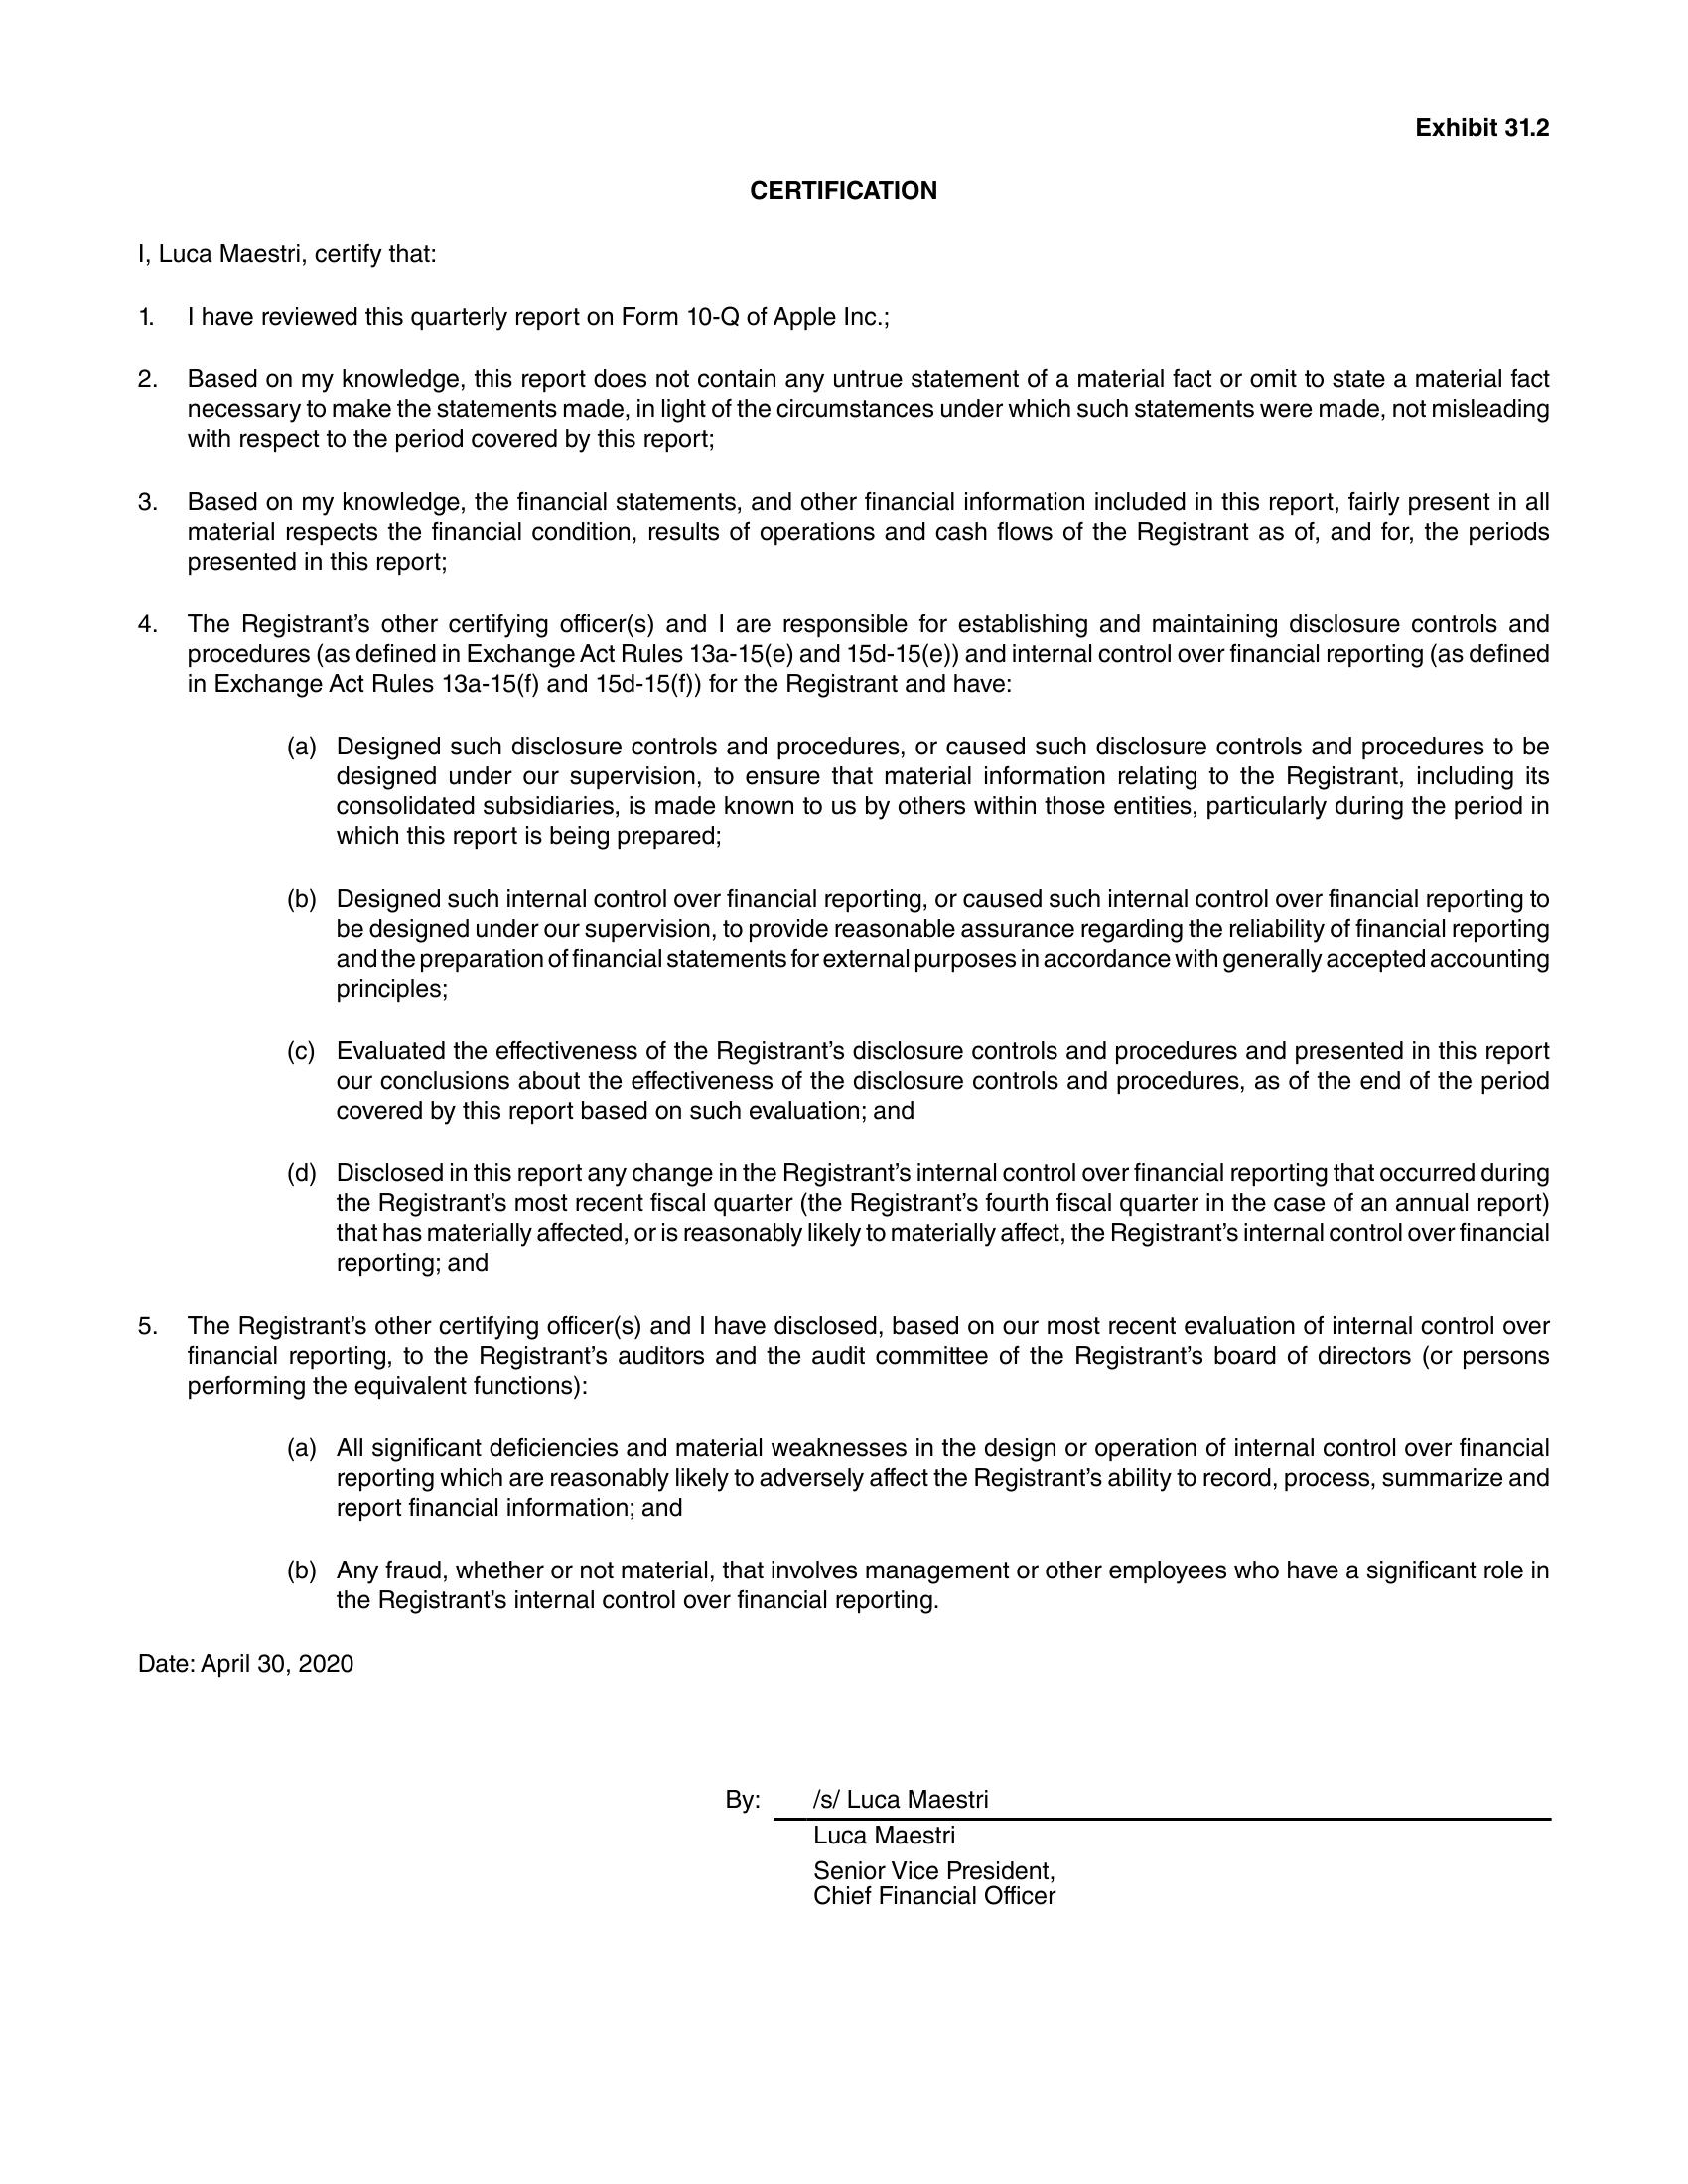 Exhibit 31.2
CERTIFICATION
I, Luca Maestri, certify that:
1. I have reviewed this quarterly report on Form 10-Q of Apple Inc.;
2. Based on my knowledge, this report does not contain any untrue statement of a material fact or omit to state a material fact
necessary to make the statements made, in light of the circumstances under which such statements were made, not misleading
with respect to the period covered by this report;
3. Based on my knowledge, the financial statements, and other financial information included in this report, fairly present in all
material respects the financial condition, results of operations and cash flows of the Registrant as of, and for, the periods
presented in this report;
4. The Registrant’s other certifying officer(s) and I are responsible for establishing and maintaining disclosure controls and
procedures (as defined in Exchange Act Rules 13a-15(e) and 15d-15(e)) and internal control over financial reporting (as defined
in Exchange Act Rules 13a-15(f) and 15d-15(f)) for the Registrant and have:
(a) Designed such disclosure controls and procedures, or caused such disclosure controls and procedures to be
designed under our supervision, to ensure that material information relating to the Registrant, including its
consolidated subsidiaries, is made known to us by others within those entities, particularly during the period in
which this report is being prepared;
(b) Designed such internal control over financial reporting, or caused such internal control over financial reporting to
be designed under our supervision, to provide reasonable assurance regarding the reliability of financial reporting
and the preparation of financial statements for external purposes in accordance with generally accepted accounting
principles;
(c) Evaluated the effectiveness of the Registrant’s disclosure controls and procedures and presented in this report
our conclusions about the effectiveness of the disclosure controls and procedures, as of the end of the period
covered by this report based on such evaluation; and
(d) Disclosed in this report any change in the Registrant’s internal control over financial reporting that occurred during
the Registrant’s most recent fiscal quarter (the Registrant’s fourth fiscal quarter in the case of an annual report)
that has materially affected, or is reasonably likely to materially affect, the Registrant’s internal control over financial
reporting; and
5. The Registrant’s other certifying officer(s) and I have disclosed, based on our most recent evaluation of internal control over
financial reporting, to the Registrant’s auditors and the audit committee of the Registrant’s board of directors (or persons
performing the equivalent functions):
(a) All significant deficiencies and material weaknesses in the design or operation of internal control over financial
reporting which are reasonably likely to adversely affect the Registrant’s ability to record, process, summarize and
report financial information; and
(b) Any fraud, whether or not material, that involves management or other employees who have a significant role in
the Registrant’s internal control over financial reporting.
Date: April 30, 2020
By: /s/ Luca Maestri
Luca Maestri
Senior Vice President,
Chief Financial Officer